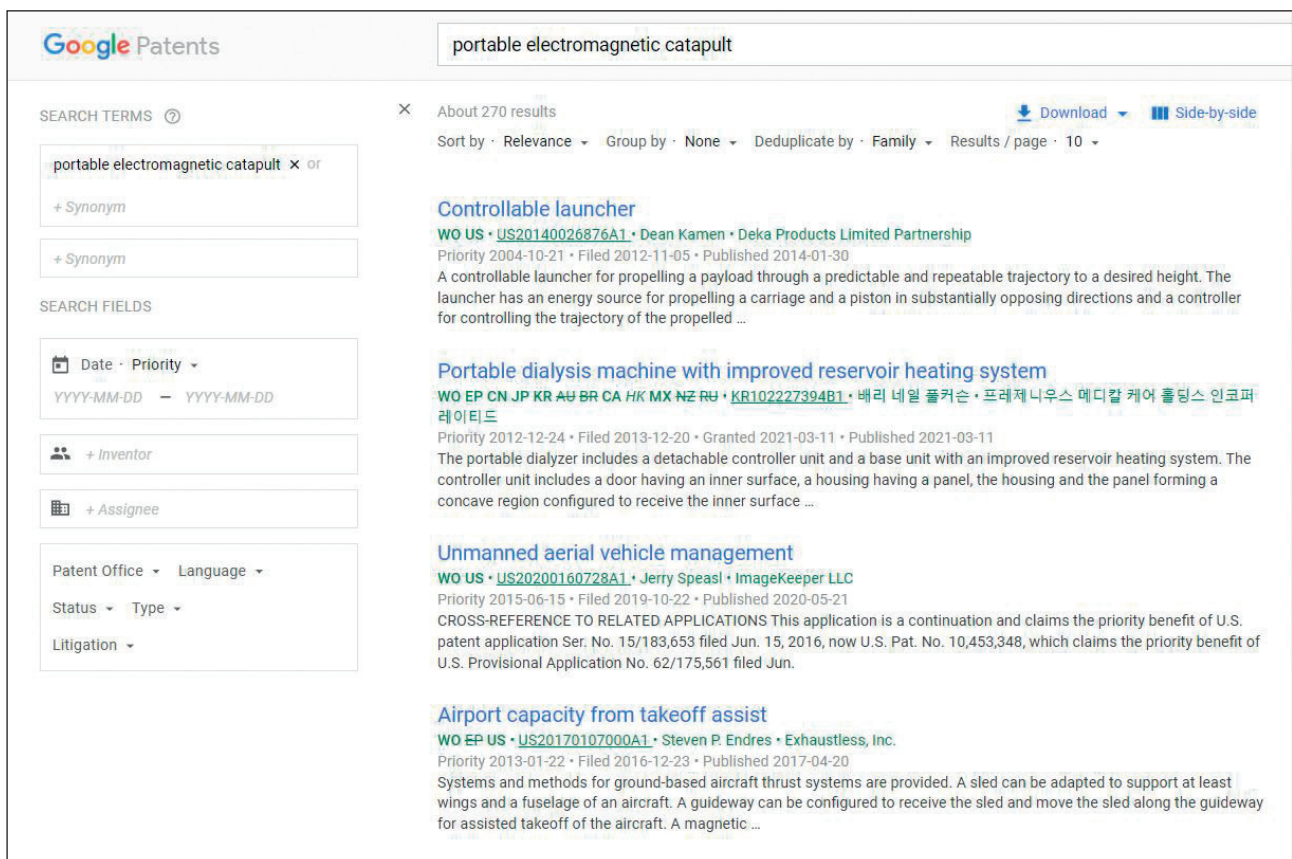 Google Patents
portable electromagnetic catapult
SEARCH TERMS
portable electromagnetic catapult × or
+ Synonym
+ Synonym
SEARCH FIELDS
Date · Priority
YYYY-MM-DD — YYYY-MM-DD
+ Inventor
+ Assignee
Patent Office Language
Status Type
Litigation
×
About 270 results
Download Side-by-side
Sort by · Relevance Group by · None Deduplicate by · Family Results / page · 10
Controllable launcher
WO US • US20140026876A1 • Dean Kamen • Deka Products Limited Partnership
Priority 2004-10-21 • Filed 2012-11-05 • Published 2014-01-30
A controllable launcher for propelling a payload through a predictable and repeatable trajectory to a desired height. The
launcher has an energy source for propelling a carriage and a piston in substantially opposing directions and a controller
for controlling the trajectory of the propelled ...
Portable dialysis machine with improved reservoir heating system
WO EP CN JP KR AU BR CA HK MX NZ RU • KR102227394B1 • 배리 네일 풀커슨 • 프레제니우스 메디칼 케어 홀딩스 인코퍼
레이티드
Priority 2012-12-24 • Filed 2013-12-20 • Granted 2021-03-11 • Published 2021-03-11
The portable dialyzer includes a detachable controller unit and a base unit with an improved reservoir heating system. The
controller unit includes a door having an inner surface, a housing having a panel, the housing and the panel forming a
concave region configured to receive the inner surface ...
Unmanned aerial vehicle management
WO US • US20200160728A1 • Jerry Speasl • ImageKeeper LLC
Priority 2015-06-15 • Filed 2019-10-22 • Published 2020-05-21
CROSS-REFERENCE TO RELATED APPLICATIONS This application is a continuation and claims the priority benefit of U.S.
patent application Ser. No. 15/183,653 filed Jun. 15, 2016, now U.S. Pat. No. 10,453,348, which claims the priority benefit of
U.S. Provisional Application No. 62/175,561 filed Jun.
Airport capacity from takeoff assist
WO EP US • US20170107000A1 • Steven P. Endres • Exhaustless, Inc.
Priority 2013-01-22 • Filed 2016-12-23 • Published 2017-04-20
Systems and methods for ground-based aircraft thrust systems are provided. A sled can be adapted to support at least
wings and a fuselage of an aircraft. A guideway can be configured to receive the sled and move the sled along the guideway
for assisted takeoff of the aircraft. A magnetic ...